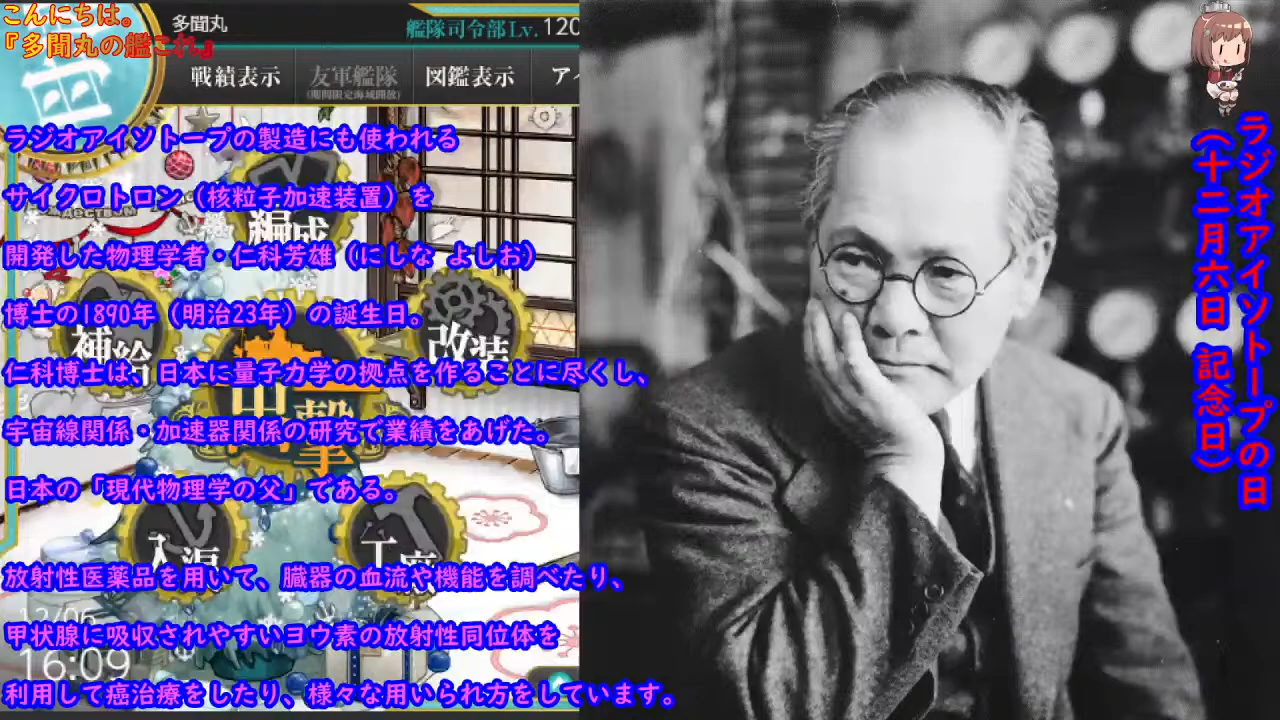 こんにちは。
『多聞丸の艦これ』
多聞丸
艦隊司令部Lv.120
戦績表示
友軍艦隊
(期間限定海域開放)
図鑑表示
ラジオアイソトープの日
(十二月六日 記念日)
ラジオアイソトープの製造にも使われる
サイクロトロン（核粒子加速装置）を
編成
開発した物理学者・仁科芳雄（にしな よしお）
博士の1890年（明治23年）の誕生日。
補給
改装
仁科博士は、日本に量子力学の拠点を作ることに尽くし、
出撃
宇宙線関係・加速器関係の研究で業績をあげた。
日本の「現代物理学の父」である。
入渠
工廠
放射性医薬品を用いて、臓器の血流や機能を調べたり、
12/06
甲状腺に吸収されやすいヨウ素の放射性同位体を
16:09
利用して癌治療をしたり、様々な用いられ方をしています。